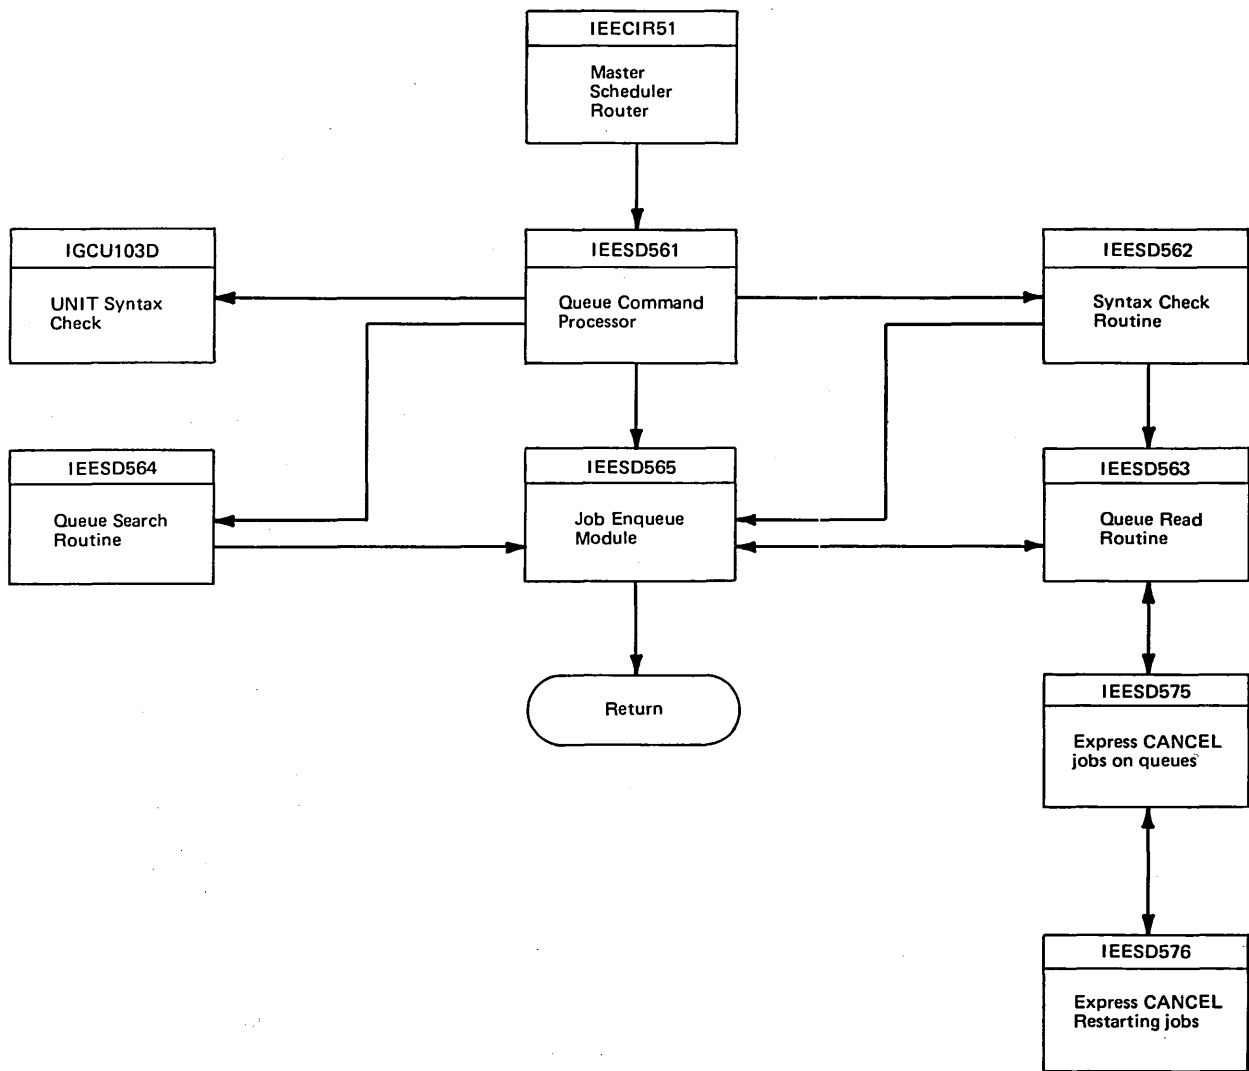 IEECIR51
Master
Scheduler
Router
IGCU103D
UNIT Syntax
Check
IEESD561
Queue Command
Processor
IEESD562
Syntax Check
Routine
IEESD564
Queue Search
Routine
IEESD565
Job Enqueue
Module
IEESD563
Queue Read
Routine
Return
IEESD575
Express CANCEL
jobs on queues
IEESD576
Express CANCEL
Restarting jobs